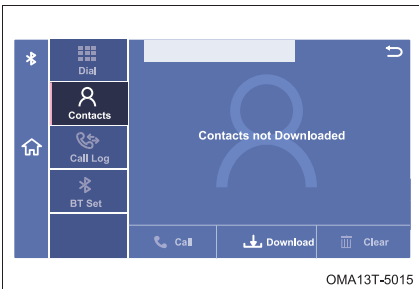 Dial
Contacts
Contacts not Downloaded
Call Log
BT Set
Call
Download
Clear
OMA13T-5015